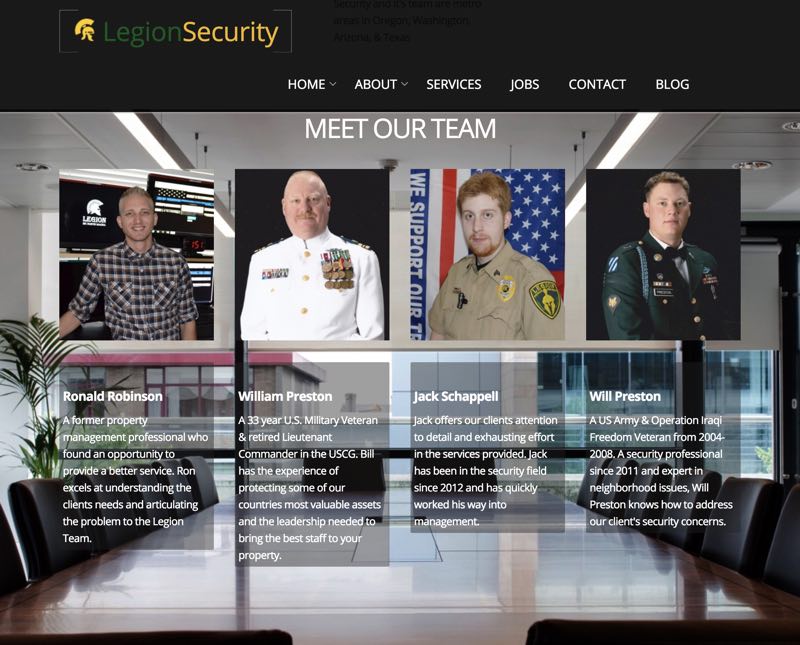 Security and it's team are metro
areas in Oregon, Washington,
Arizona, & Texas
LegionSecurity
HOME ABOUT SERVICES JOBS CONTACT BLOG
MEET OUR TEAM
LEGION
WE SUPPORT OUR TR
Ronald Robinson
A former property
management professional who
found an opportunity to
provide a better service. Ron
excels at understanding the
clients needs and articulating
the problem to the Legion
Team.
William Preston
A 33 year U.S. Military Veteran
& retired Lieutenant
Commander in the USCG. Bill
has the experience of
protecting some of our
countries most valuable assets
and the leadership needed to
bring the best staff to your
property.
Jack Schappell
Jack offers our clients attention
to detail and exhausting effort
in the services provided. Jack
has been in the security field
since 2012 and has quickly
worked his way into
management.
Will Preston
A US Army & Operation Iraqi
Freedom Veteran from 2004-
2008. A security professional
since 2011 and expert in
neighborhood issues, Will
Preston knows how to address
our client's security concerns.